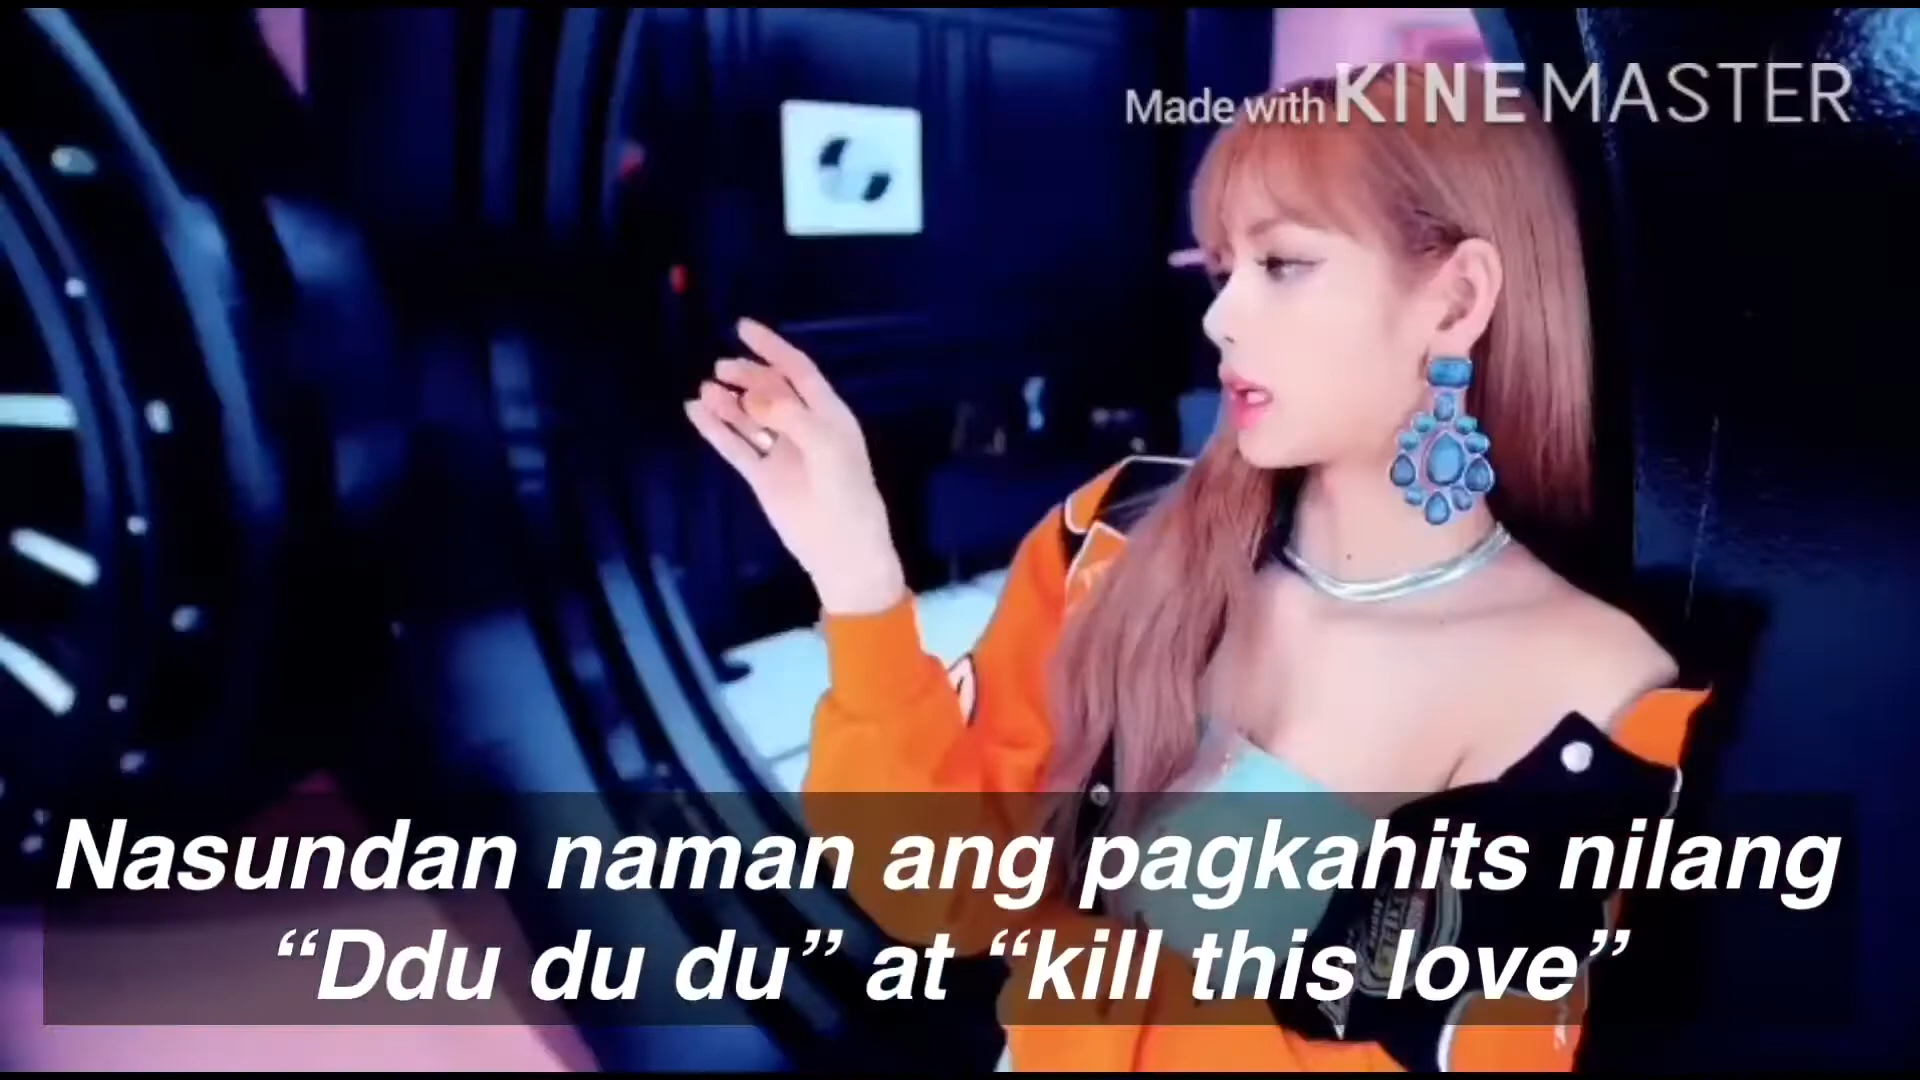 Made with KINEMASTER
Nasundan naman ang pagkahits nilang
“Ddu du du” at “kill this love”